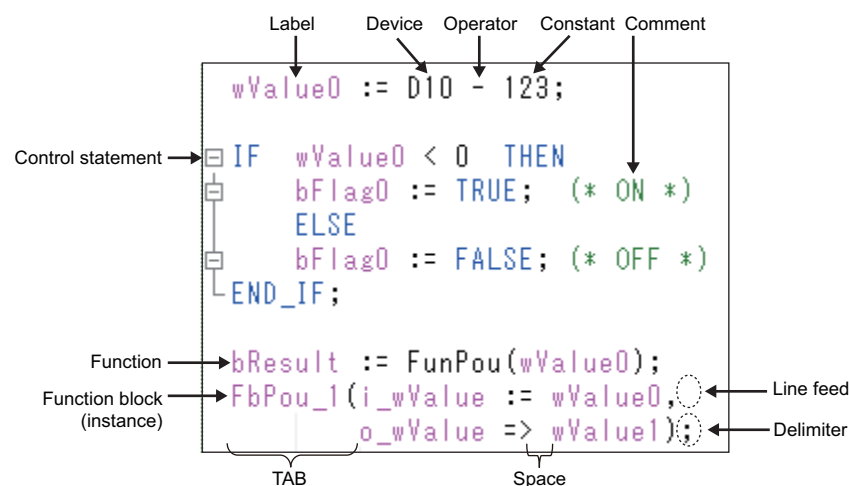 Label Device Operator Constant Comment
wValue0 := D10 - 123;
Control statement IF wValue0 < 0 THEN
bFlag0 := TRUE; (* ON *)
ELSE
bFlag0 := FALSE; (* OFF *)
END_IF;
Function bResult := FunPou(wValue0);
Function block (instance) FbPou_1(i_wValue := wValue0, Line feed
o_wValue => wValue1); Delimiter
TAB Space